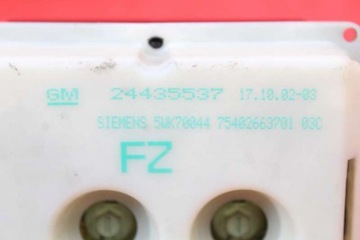 GM 24435537 17.10.02-03
SIEMENS 5WK70044 75402663701 03C
FZ